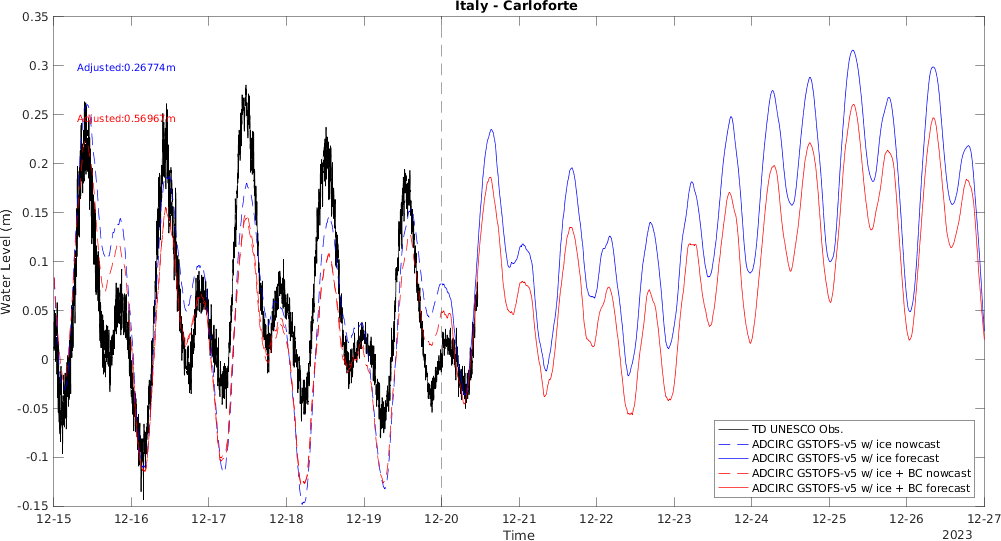 Italy - Carloforte
0.35
0.3
0.25
0.2
0.15
0.1
0.05
0
-0.05
-0.1
-0.15
Water Level (m)
Adjusted:0.26774m
TD UNESCO Obs.
ADCIRC GSTOFS-v5 w/ ice nowcast
ADCIRC GSTOFS-v5 w/ ice forecast
ADCIRC GSTOFS-v5 w/ ice + BC nowcast
ADCIRC GSTOFS-v5 w/ ice + BC forecast
12-15 12-16 12-17 12-18 12-19 12-20 12-21 12-22 12-23 12-24 12-25 12-26 12-27
Time
2023